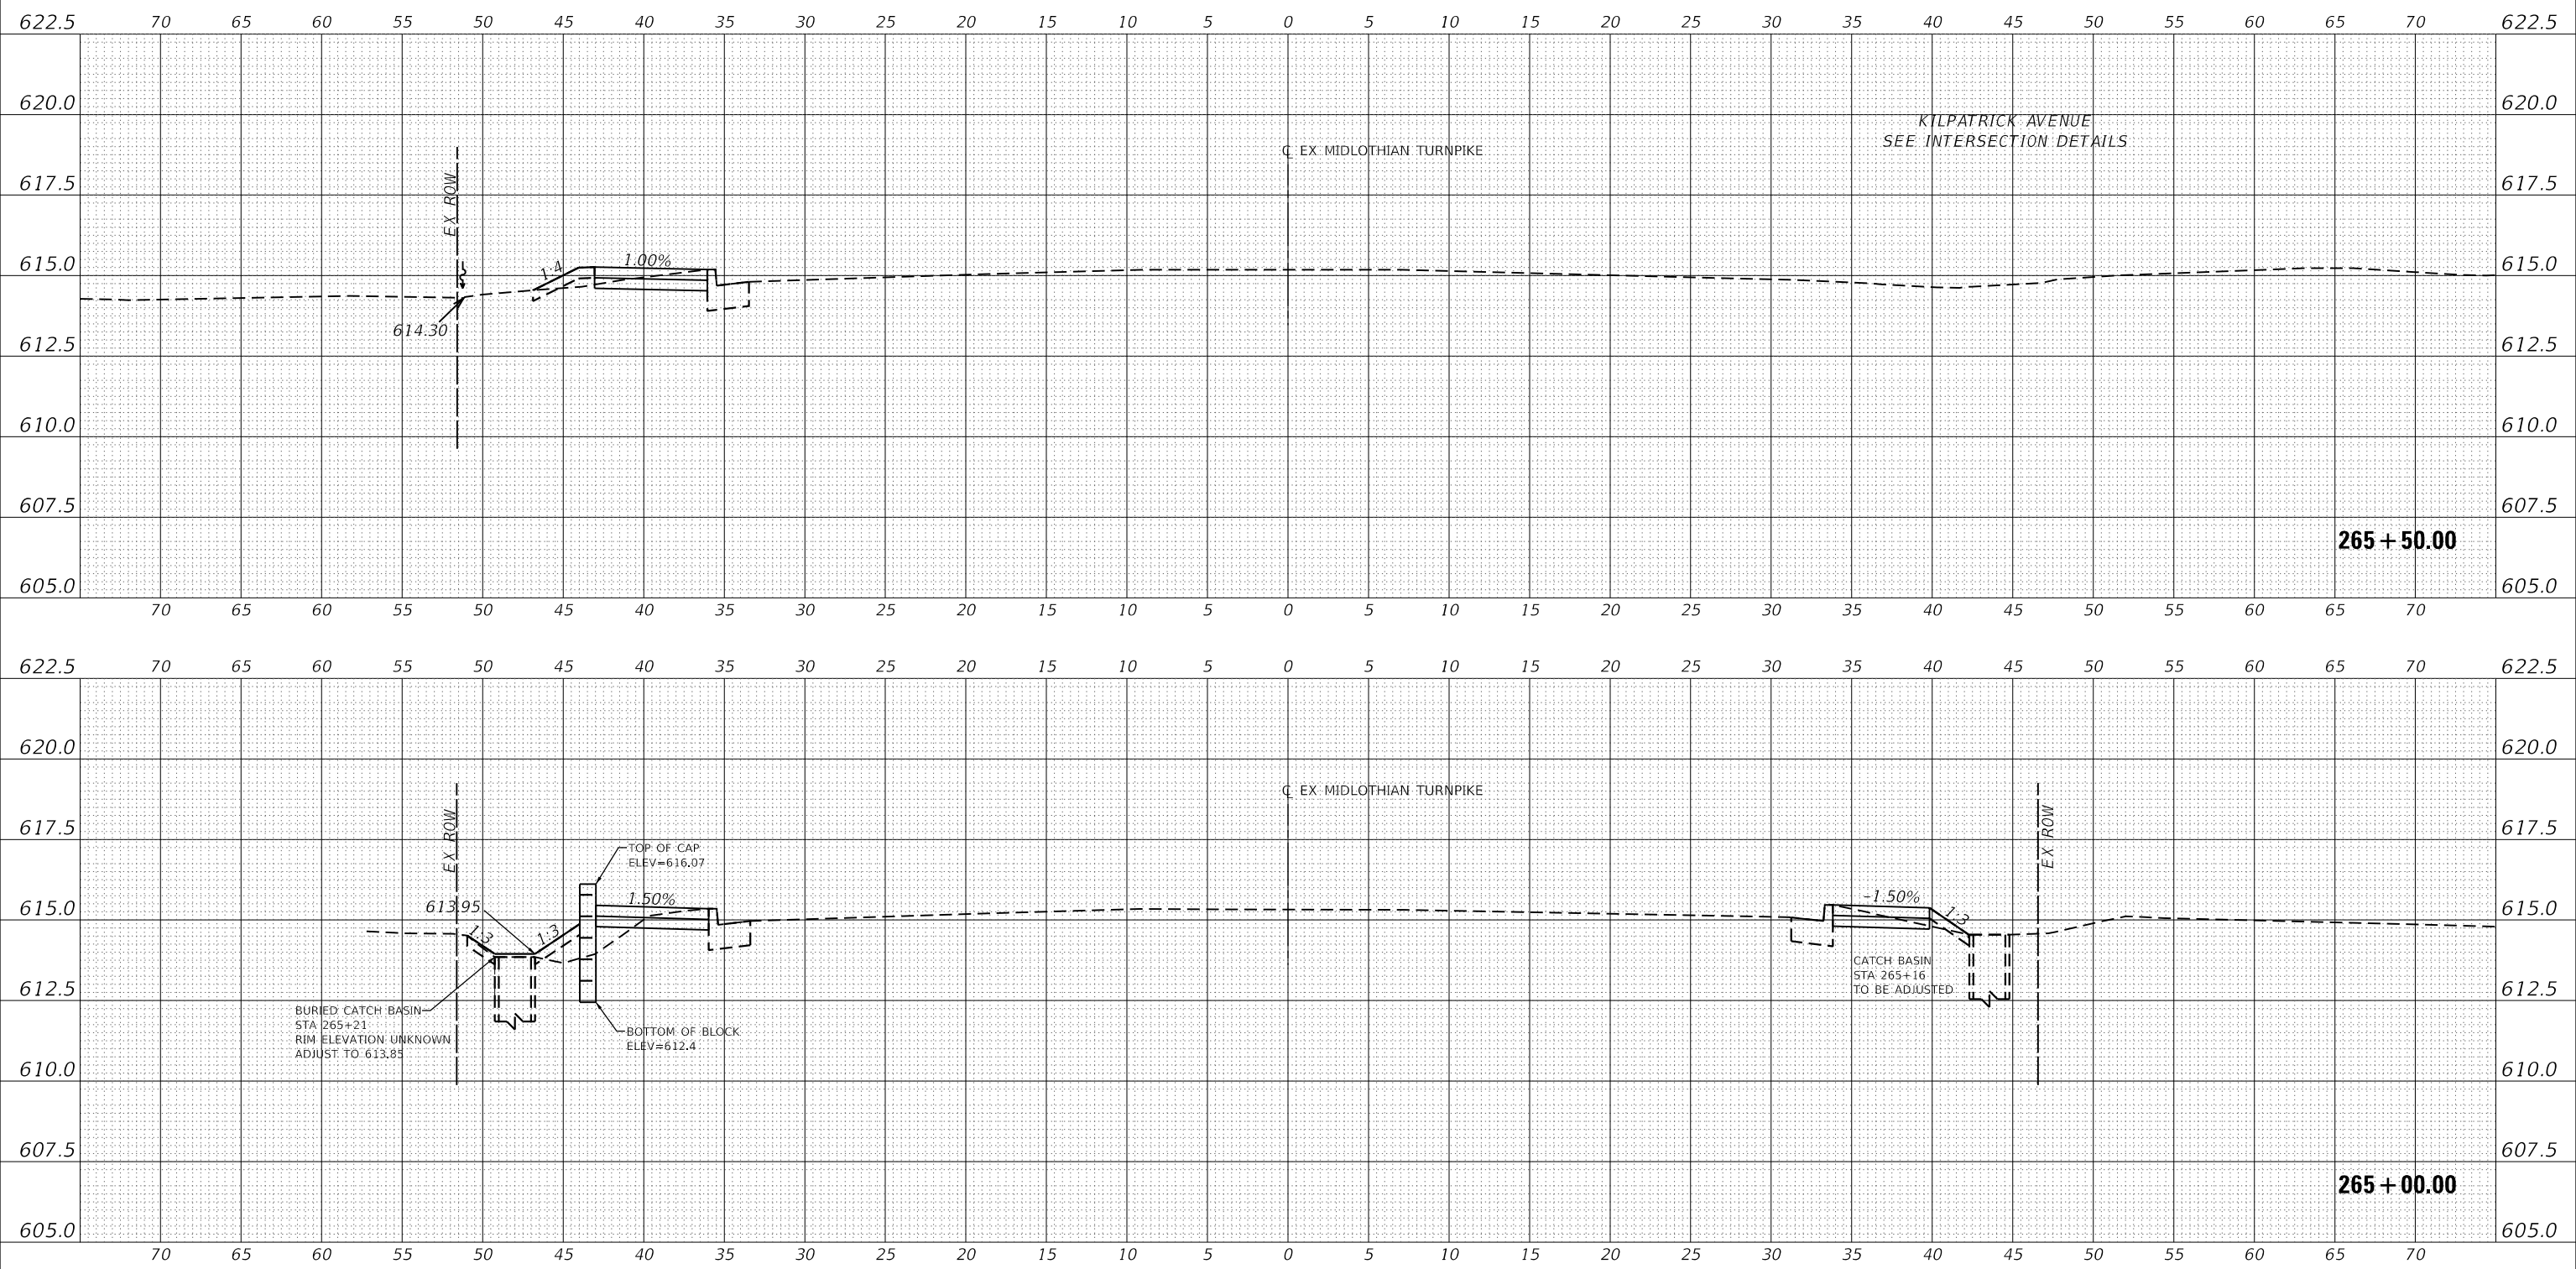 622.5 70 65 60 55 50 45 40 35 30 25 20 15 10 5 0 5 10 15 20 25 30 35 40 45 50 55 60 65 70 622.5
620.0 620.0
KILPATRICK AVENUE
SEE INTERSECTION DETAILS
℄ EX MIDLOTHIAN TURNPIKE
617.5 617.5
EX ROW
615.0 1:4 1.00% 615.0
614.30
612.5 612.5
610.0 610.0
607.5 607.5
265+50.00
605.0 605.0
70 65 60 55 50 45 40 35 30 25 20 15 10 5 0 5 10 15 20 25 30 35 40 45 50 55 60 65 70
622.5 70 65 60 55 50 45 40 35 30 25 20 15 10 5 0 5 10 15 20 25 30 35 40 45 50 55 60 65 70 622.5
620.0 620.0
℄ EX MIDLOTHIAN TURNPIKE
617.5 617.5
EX ROW
EX ROW
TOP OF CAP
ELEV=616.07
1.50%
-1.50%
613.95
615.0 615.0
1:3
1:3
1:3
CATCH BASIN
STA 265+16
TO BE ADJUSTED
612.5 612.5
BURIED CATCH BASIN
STA 265+21
RIM ELEVATION UNKNOWN
ADJUST TO 613.85
BOTTOM OF BLOCK
ELEV=612.4
610.0 610.0
607.5 607.5
265+00.00
605.0 605.0
70 65 60 55 50 45 40 35 30 25 20 15 10 5 0 5 10 15 20 25 30 35 40 45 50 55 60 65 70